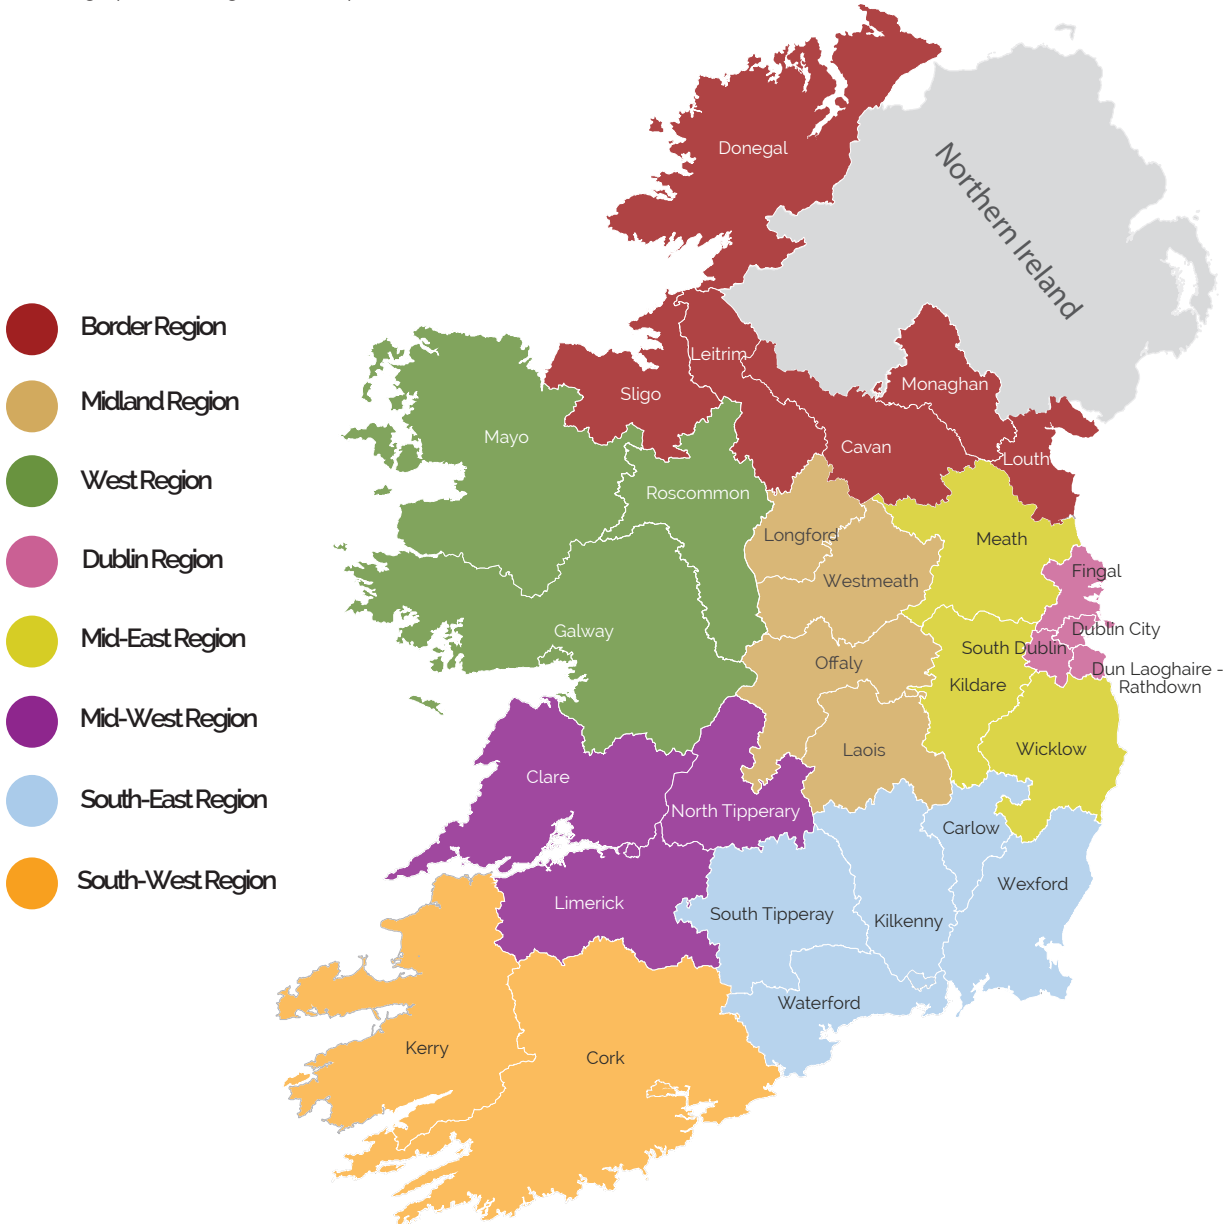 Donegal
Northern Ireland
Border Region
Leitrim
Monaghan
Sligo
Midland Region
Mayo
Cavan
Louth
West Region
Roscommon
Longford
Meath
Dublin Region
Westmeath
Fingal
Galway
Dublin City
Mid-East Region
South Dublin
Offaly
Dun Laoghaire -
Rathdown
Kildare
Mid-West Region
Laois
Wicklow
Clare
South-East Region
North Tipperary
Carlow
South-West Region
Wexford
Limerick
South Tipperay
Kilkenny
Waterford
Kerry
Cork